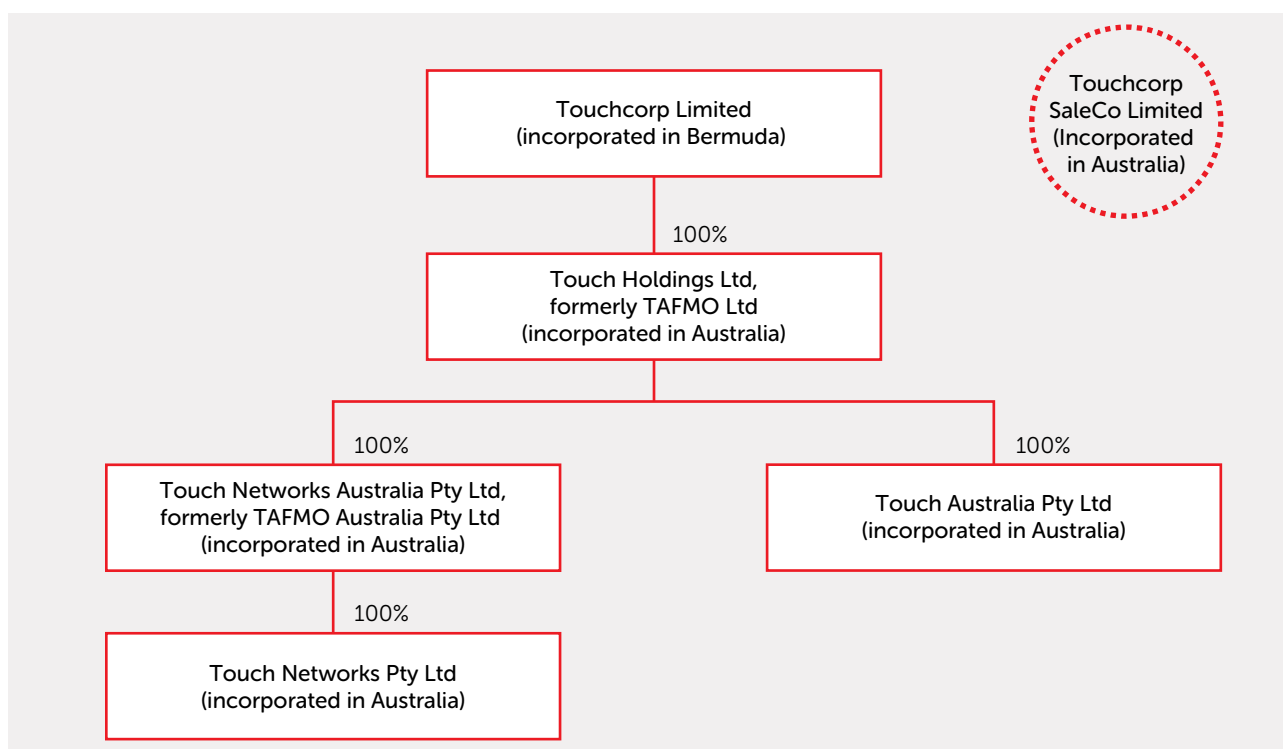 Touchcorp Limited
(incorporated in Bermuda)
Touchcorp
SaleCo Limited
(Incorporated
in Australia)
100%
Touch Holdings Ltd,
formerly TAFMO Ltd
(incorporated in Australia)
100%
100%
Touch Networks Australia Pty Ltd,
formerly TAFMO Australia Pty Ltd
(incorporated in Australia)
Touch Australia Pty Ltd
(incorporated in Australia)
100%
Touch Networks Pty Ltd
(incorporated in Australia)